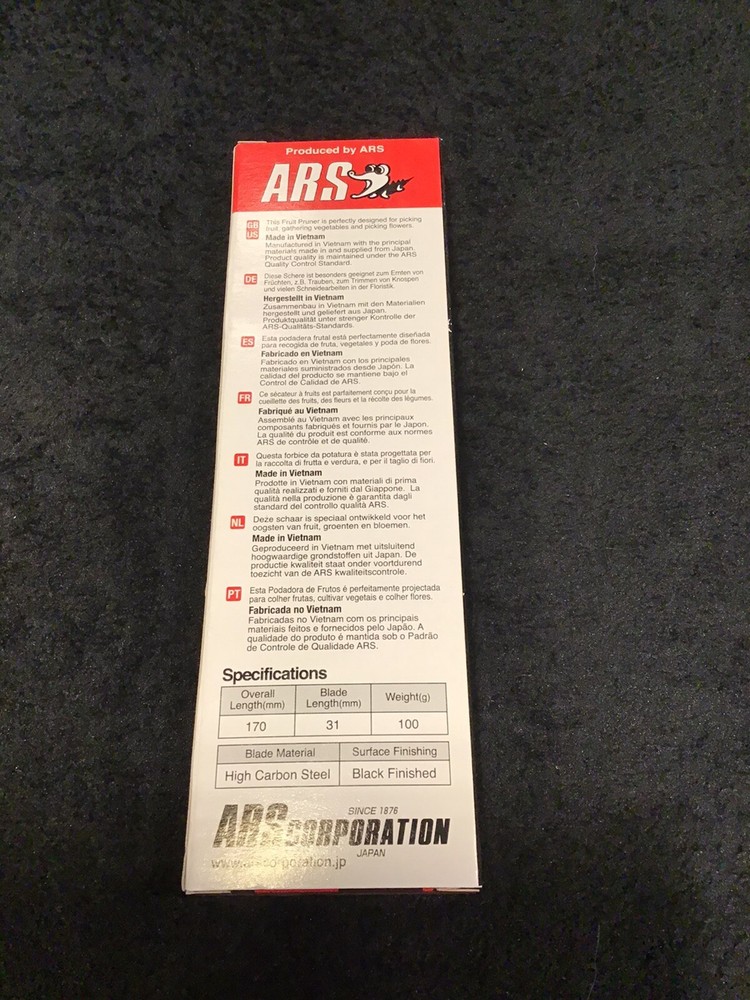 Produced by ARS
ARS
GB
US
This Fruit Pruner is perfectly designed for picking
fruit, gathering vegetables and picking flowers.
Made in Vietnam
Manufactured in Vietnam with the principal
materials made in and supplied from Japan.
Product quality is maintained under the ARS
Quality Control Standard.
DE
Diese Schere ist besonders geeignet zum Ernten von
Früchten, z.B. Trauben, zum Trimmen von Knospen
und vielen Schneidearbeiten in der Floristik.
Hergestellt in Vietnam
Zusammenbau in Vietnam mit den Materialien
hergestellt und geliefert aus Japan.
Produktqualität unter strenger Kontrolle der
ARS-Qualitäts-Standards.
ES
Esta podadera frutal está perfectamente diseñada
para recogida de fruta, vegetales y poda de flores.
Fabricado en Vietnam
Fabricado en Vietnam con los principales
materiales suministrados desde Japón. La
calidad del producto se mantiene bajo el
Control de Calidad de ARS.
FR
Ce sécateur à fruits est parfaitement conçu pour la
cueillette des fruits, des fleurs et la récolte des légumes.
Fabriqué au Vietnam
Assemblé au Vietnam avec les principaux
composants fabriqués et fournis par le Japon.
La qualité du produit est conforme aux normes
ARS de contrôle et de qualité.
IT
Questa forbice da potatura è stata progettata per
la raccolta di frutta e verdura, e per il taglio di fiori.
Made in Vietnam
Prodotte in Vietnam con materiali di prima
qualità realizzati e forniti dal Giappone. La
qualità nella produzione è garantita dagli
standard del controllo qualità ARS.
NL
Deze schaar is speciaal ontwikkeld voor het
oogsten van fruit, groenten en bloemen.
Made in Vietnam
Geproduceerd in Vietnam met uitsluitend
hoogwaardige grondstoffen uit Japan. De
productie kwaliteit staat onder voortdurend
toezicht van de ARS kwaliteitscontrole.
PT
Esta Podadora de Frutos é perfeitamente projectada
para colher frutas, cultivar vegetais e colher flores.
Fabricada no Vietnam
Fabricadas no Vietnam com os principais
materiais feitos e fornecidos pelo Japão. A
qualidade do produto é mantida sob o Padrão
de Controle de Qualidade ARS.
Specifications
Overall Length(mm) Blade Length(mm) Weight(g)
170 31 100
Blade Material Surface Finishing
High Carbon Steel Black Finished
SINCE 1876
ARS CORPORATION
JAPAN
www.ars-corporation.jp